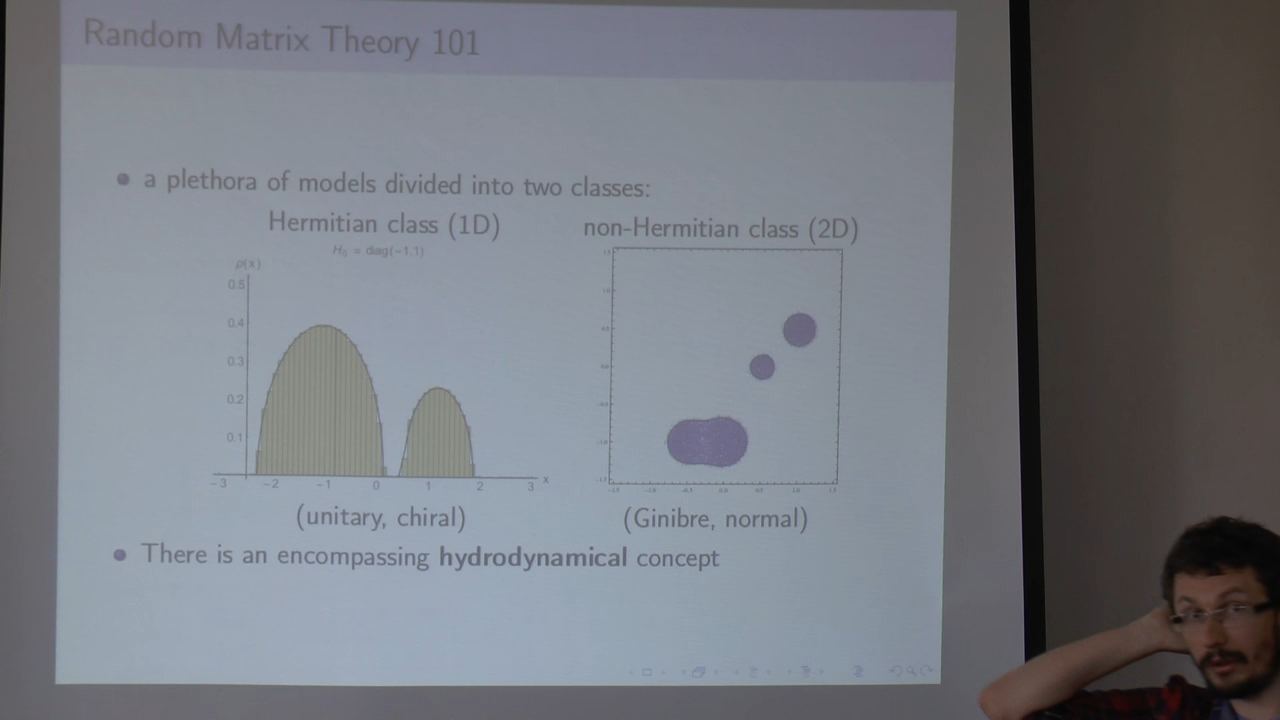 Random Matrix Theory 101
a plethora of models divided into two classes:
Hermitian class (1D)
non-Hermitian class (2D)
H₀ = diag(-1,1)
ρ(x)
0.5
0.4
0.3
0.2
0.1
-3 -2 -1 0 1 2 3 x
(unitary, chiral)
(Ginibre, normal)
There is an encompassing hydrodynamical concept